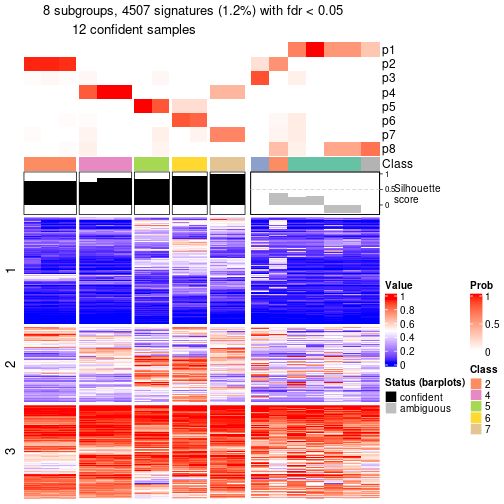 8 subgroups, 4507 signatures (1.2%) with fdr < 0.05
12 confident samples
p1
p2
p3
p4
p5
p6
p7
p8
Class
1
0.5
0
Silhouette
score
1
2
3
Value
1
0.8
0.6
0.4
0.2
0
Prob
1
0.5
0
Status (barplots)
confident
ambiguous
Class
2
4
5
6
7